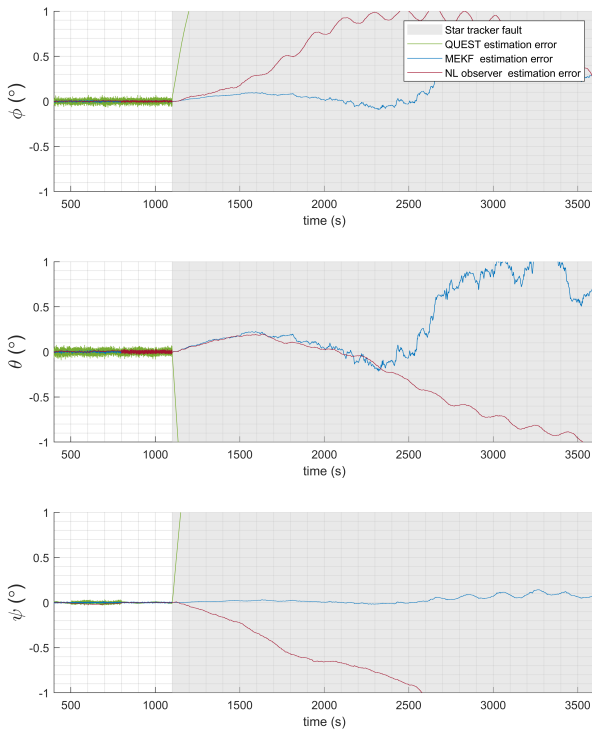 1
0.5
0
-0.5
-1
ϕ (°)
500 1000 1500 2000 2500 3000 3500
time (s)
Star tracker fault
QUEST estimation error
MEKF estimation error
NL observer estimation error
1
0.5
0
-0.5
-1
θ (°)
500 1000 1500 2000 2500 3000 3500
time (s)
1
0.5
0
-0.5
-1
ψ (°)
500 1000 1500 2000 2500 3000 3500
time (s)